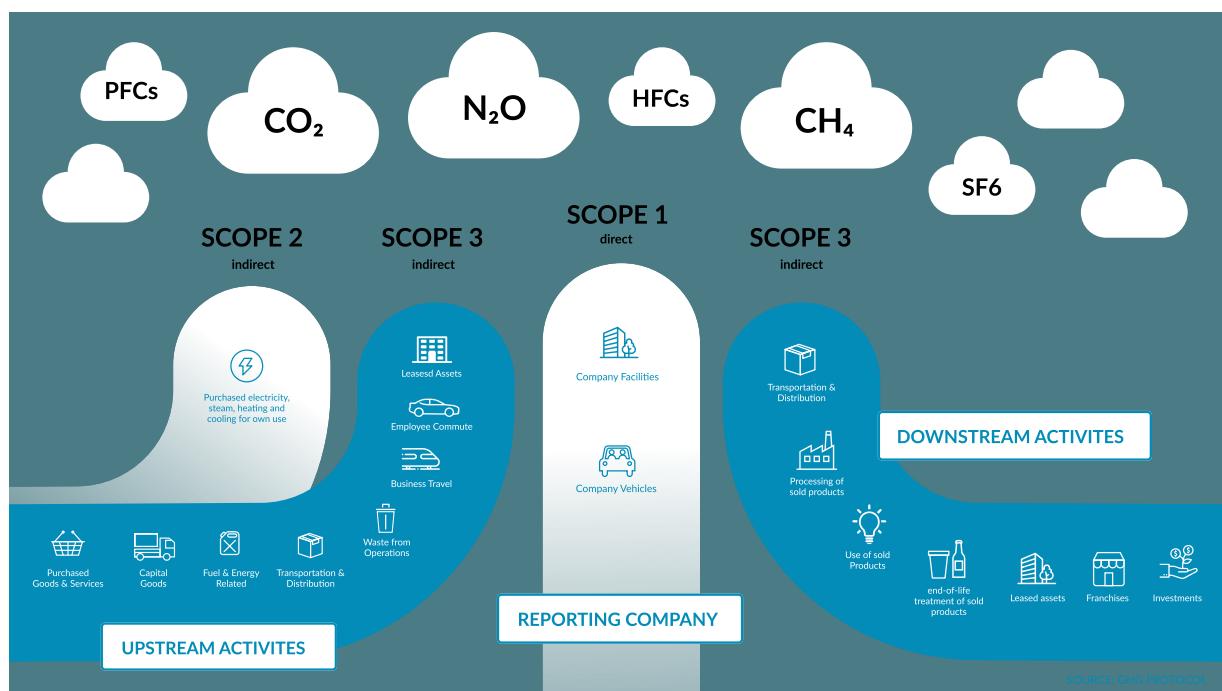 PFCs
CO₂
N₂O
HFCs
CH₄
SF6
SCOPE 2
indirect
SCOPE 3
indirect
SCOPE 1
direct
SCOPE 3
indirect
Purchased electricity,
steam, heating and
cooling for own use
Leasesd Assets
Employee Commute
Business Travel
Waste from
Operations
Purchased
Goods & Services
Capital
Goods
Fuel & Energy
Related
Transportation &
Distribution
UPSTREAM ACTIVITES
Company Facilities
Company Vehicles
REPORTING COMPANY
Transportation &
Distribution
Processing of
sold products
Use of sold
Products
end-of-life
treatment of sold
products
Leased assets
Franchises
Investments
DOWNSTREAM ACTIVITES
SOURCE: GHG PROTOCOL